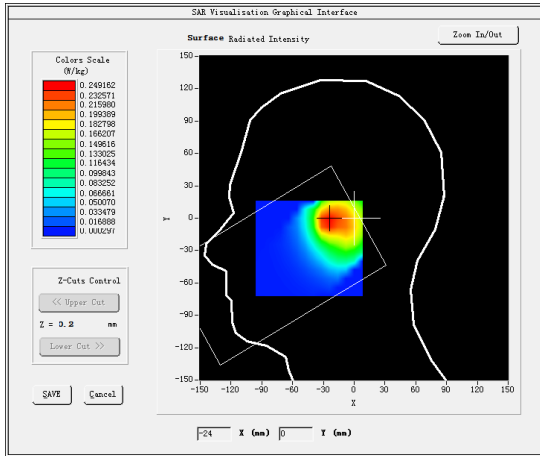 SAR Visualisation Graphical Interface
Surface Radiated Intensity
Zoom In/Out
Colors Scale
(W/kg)
0.249162
0.232571
0.215980
0.199389
0.182798
0.166207
0.149616
0.133025
0.116434
0.099843
0.083252
0.066661
0.050070
0.033479
0.016888
0.000297
Z-Cuts Control
<< Upper Cut
Z = 0.2 mm
Lower Cut >>
SAVE
Cancel
150
120
90
60
30
0
-30
-60
-90
-120
-150
Y
-150 -120 -90 -60 -30 0 30 60 90 120 150
X
-24 X (mm) 0 Y (mm)